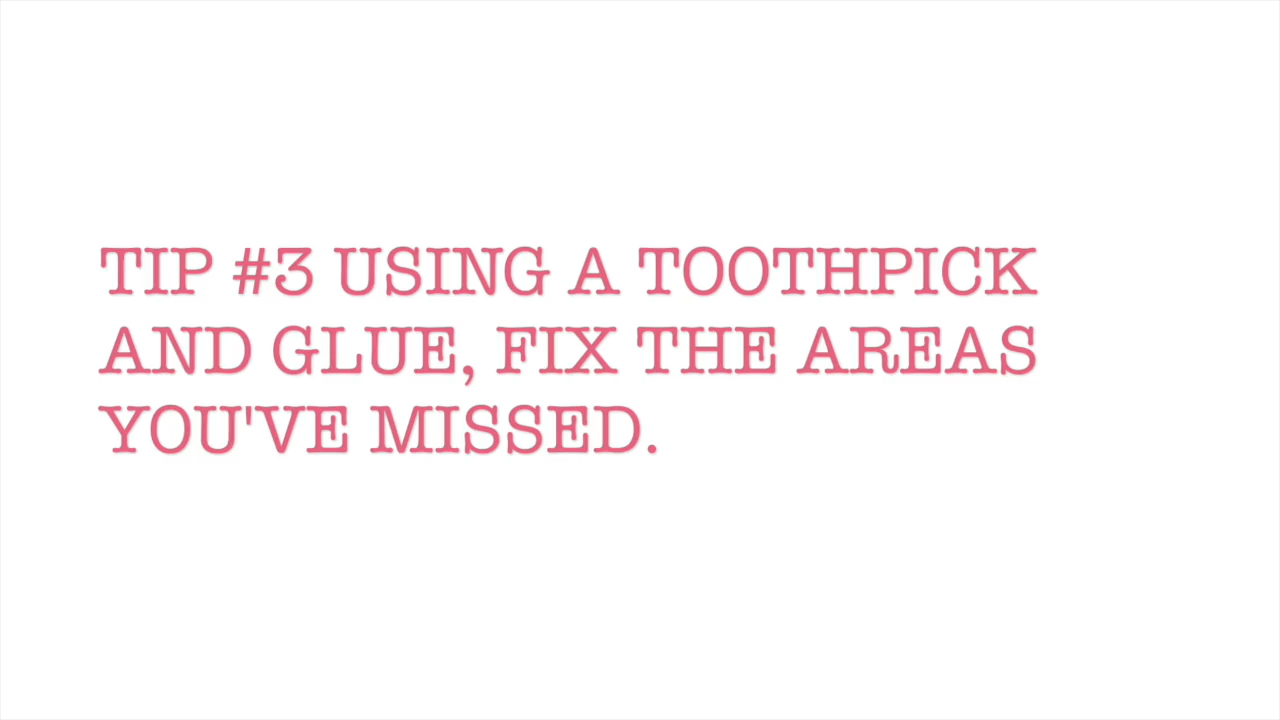 TIP #3 USING A TOOTHPICK
AND GLUE, FIX THE AREAS
YOU'VE MISSED.